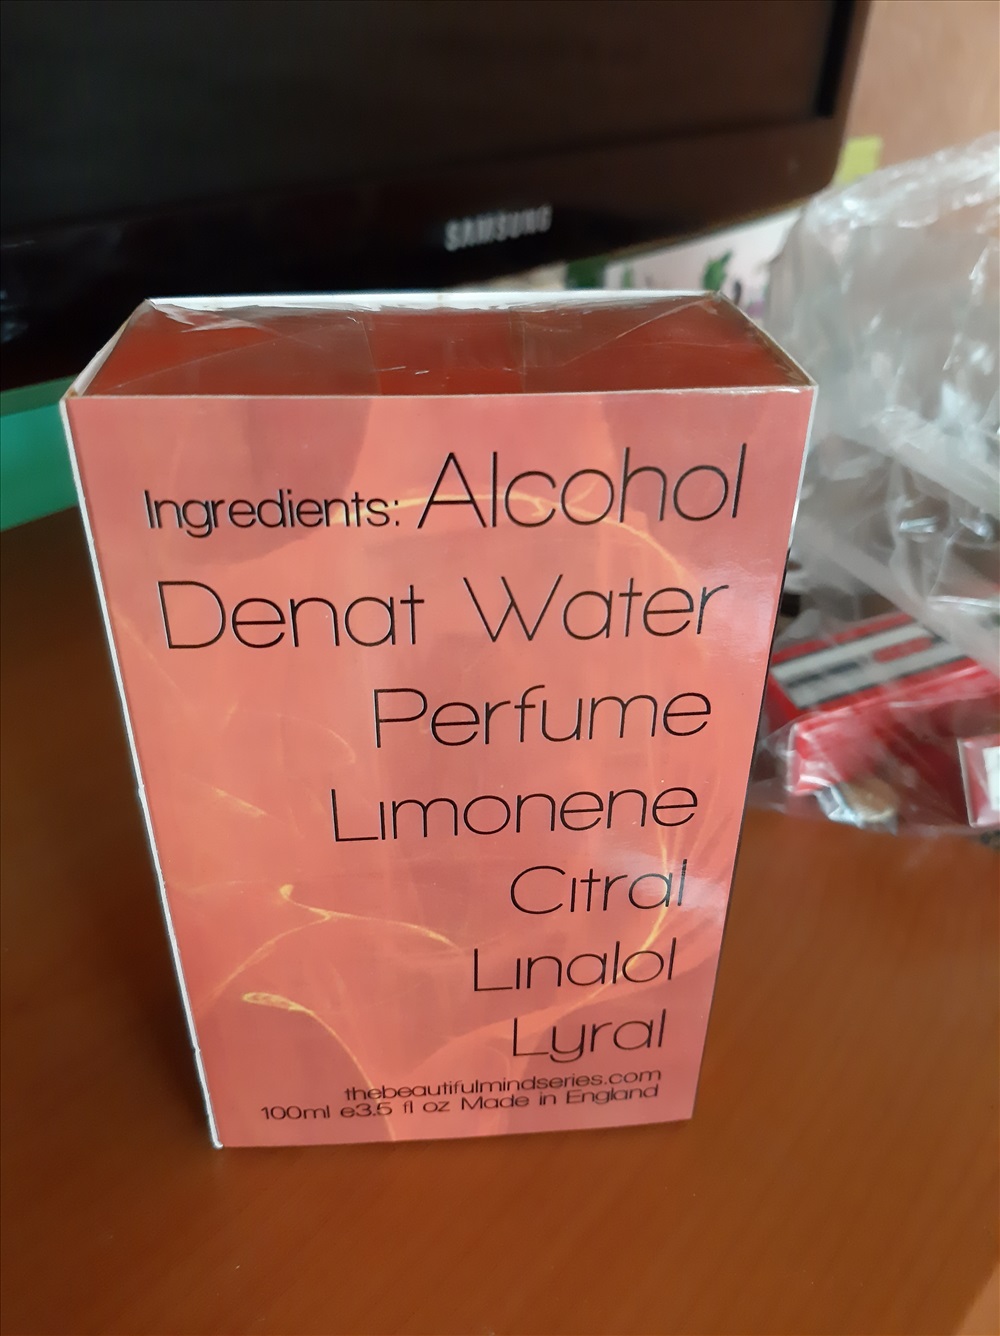 SAMSUNG
Ingredients: Alcohol
Denat Water
Perfume
Limonene
Citral
Linalol
Lyral
thebeautifulmindseries.com
100ml e3.5 fl oz Made in England